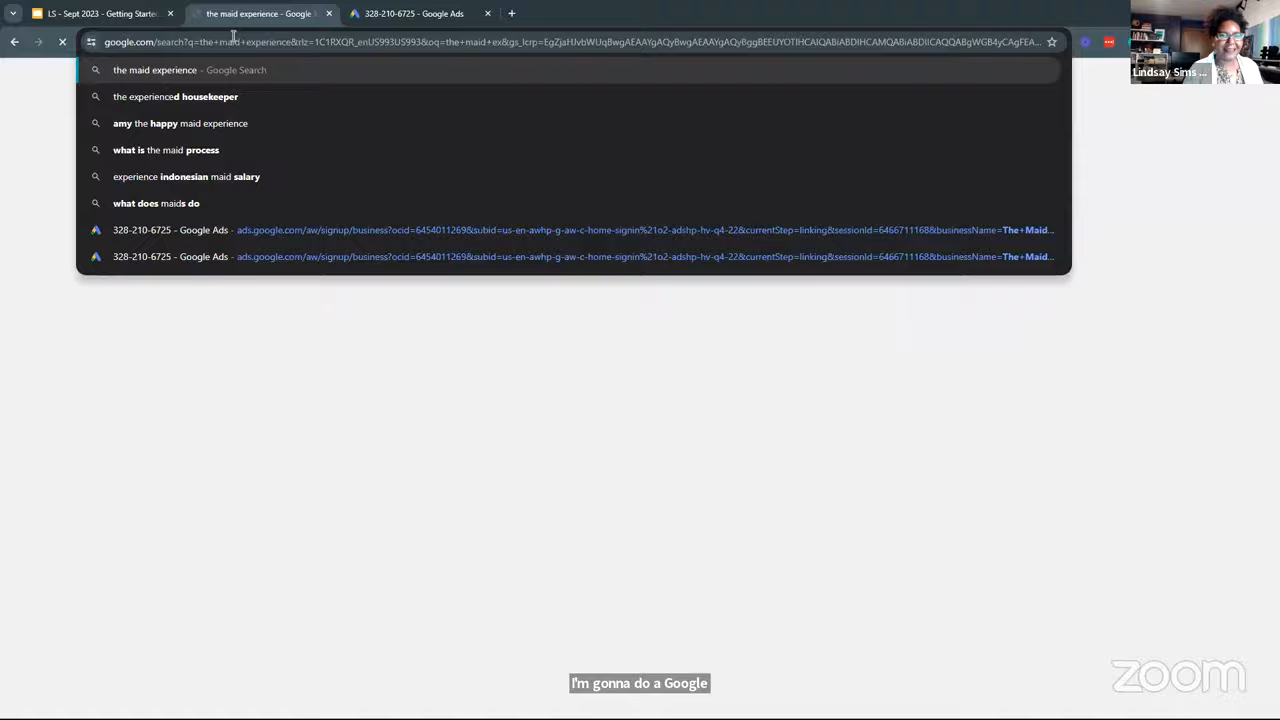 LS - Sept 2023 - Getting Starte
the maid experience - Google
328-210-6725 - Google Ads
google.com/search?q=the+maid+experience&rlz=1C1RXQR_enUS993US993&oq=the+maid+ex&gs_lcrp=EgZjaHJvbWUqBwgAEAAYgAQyBwgAEAAYgAQyBggBEEUYOTIHCAIQABiABDIHCAMQABiABDIICAQQABgWGB4yCAgFEA...
Lindsay Sims ...
the maid experience - Google Search
the experienced housekeeper
amy the happy maid experience
what is the maid process
experience indonesian maid salary
what does maids do
328-210-6725 - Google Ads - ads.google.com/aw/signup/business?ocid=6454011269&subid=us-en-awhp-g-aw-c-home-signin%21o2-adshp-hv-q4-22&currentStep=linking&sessionId=6466711168&businessName=The+Maid...
328-210-6725 - Google Ads - ads.google.com/aw/signup/business?ocid=6454011269&subid=us-en-awhp-g-aw-c-home-signin%21o2-adshp-hv-q4-22&currentStep=linking&sessionId=6466711168&businessName=The+Maid...
I'm gonna do a Google
zoom